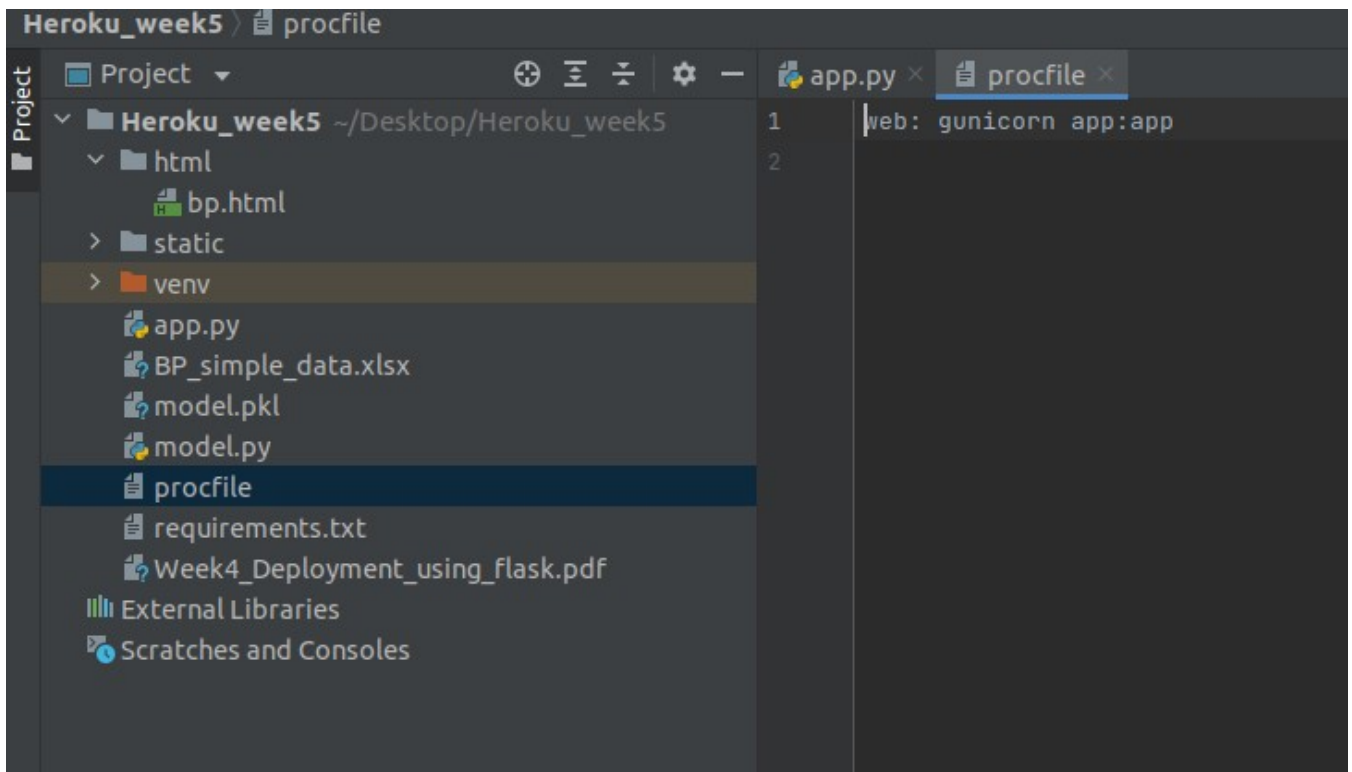 Heroku_week5 procfile
Project
Project
app.py procfile
Heroku_week5 ~/Desktop/Heroku_week5
html
bp.html
static
venv
app.py
BP_simple_data.xlsx
model.pkl
model.py
procfile
requirements.txt
Week4_Deployment_using_flask.pdf
External Libraries
Scratches and Consoles
1 web: gunicorn app:app
2